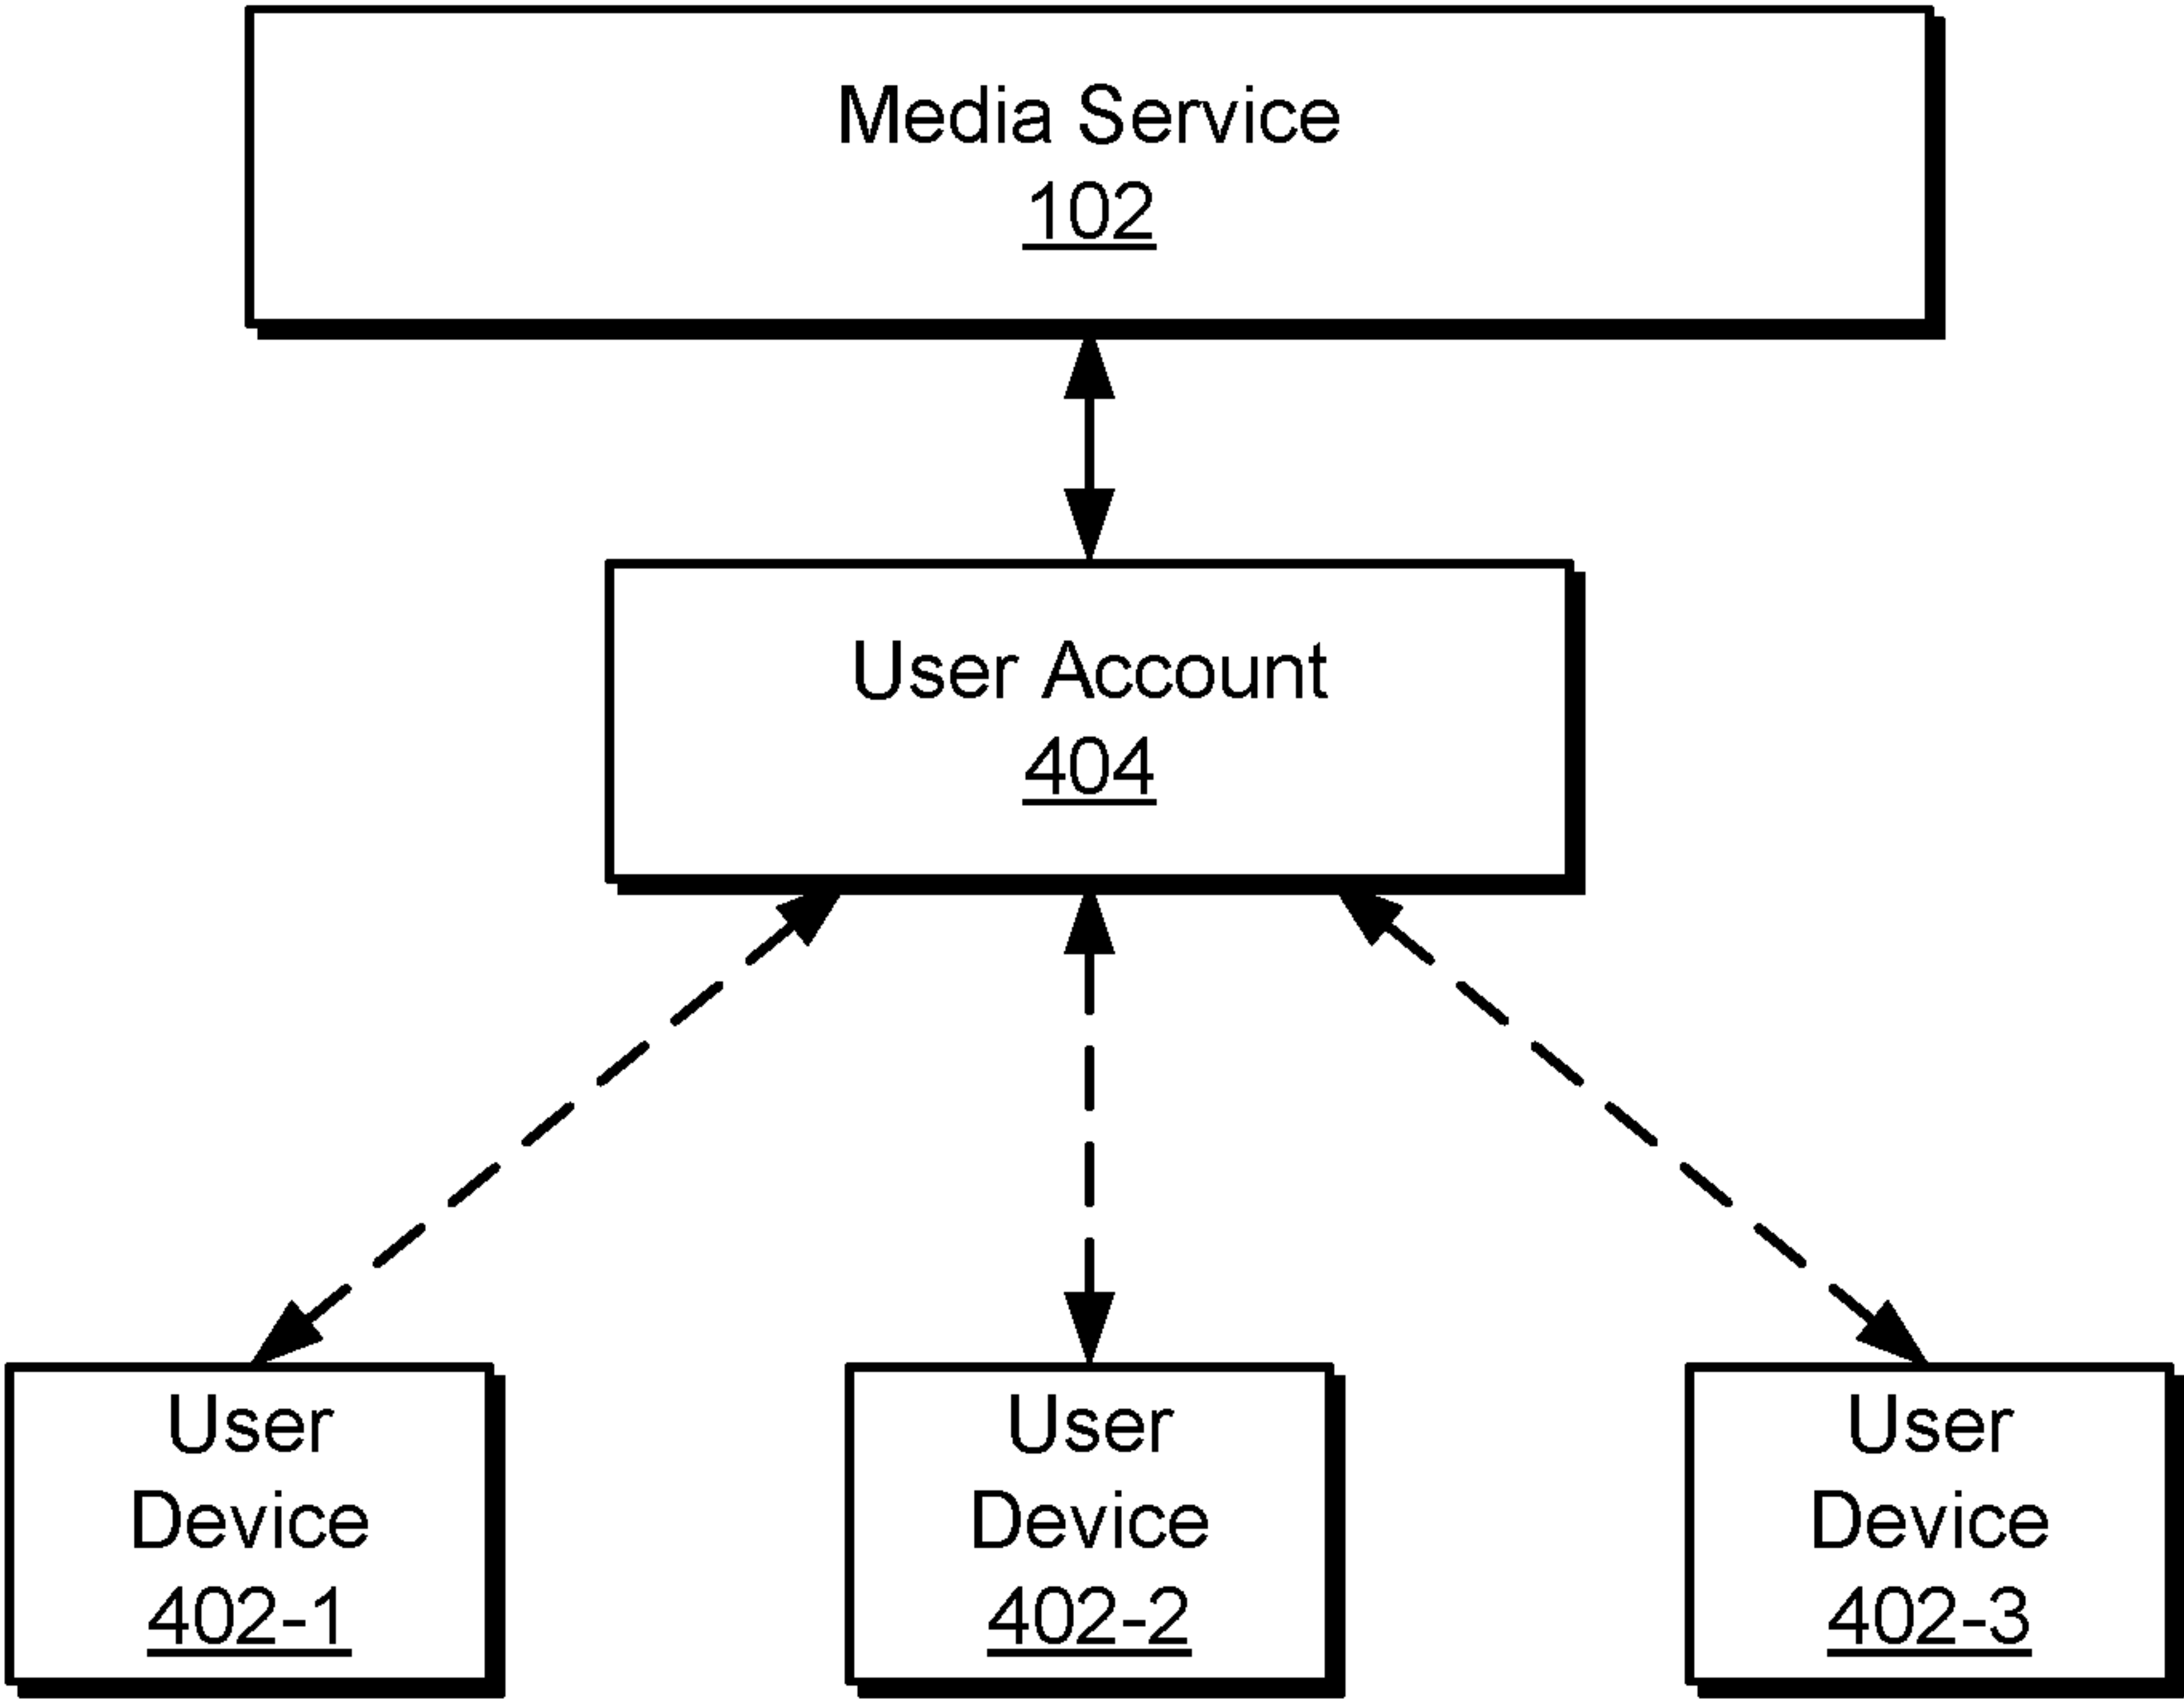 Media Service
102
User Account
404
User
Device
402-1
User
Device
402-2
User
Device
402-3